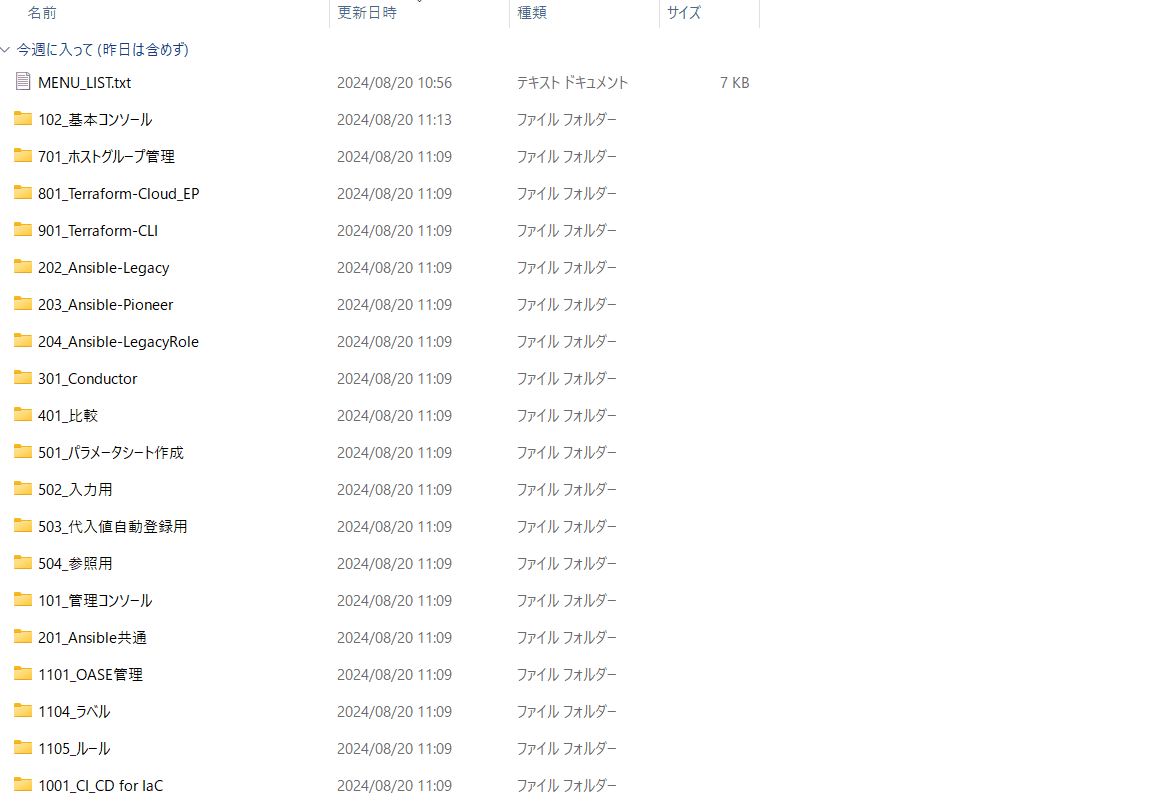 名前 更新日時 種類 サイズ
今週に入って (昨日は含めず)
MENU_LIST.txt 2024/08/20 10:56 テキスト ドキュメント 7 KB
102_基本コンソール 2024/08/20 11:13 ファイル フォルダー
701_ホストグループ管理 2024/08/20 11:09 ファイル フォルダー
801_Terraform-Cloud_EP 2024/08/20 11:09 ファイル フォルダー
901_Terraform-CLI 2024/08/20 11:09 ファイル フォルダー
202_Ansible-Legacy 2024/08/20 11:09 ファイル フォルダー
203_Ansible-Pioneer 2024/08/20 11:09 ファイル フォルダー
204_Ansible-LegacyRole 2024/08/20 11:09 ファイル フォルダー
301_Conductor 2024/08/20 11:09 ファイル フォルダー
401_比較 2024/08/20 11:09 ファイル フォルダー
501_パラメータシート作成 2024/08/20 11:09 ファイル フォルダー
502_入力用 2024/08/20 11:09 ファイル フォルダー
503_代入値自動登録用 2024/08/20 11:09 ファイル フォルダー
504_参照用 2024/08/20 11:09 ファイル フォルダー
101_管理コンソール 2024/08/20 11:09 ファイル フォルダー
201_Ansible共通 2024/08/20 11:09 ファイル フォルダー
1101_OASE管理 2024/08/20 11:09 ファイル フォルダー
1104_ラベル 2024/08/20 11:09 ファイル フォルダー
1105_ルール 2024/08/20 11:09 ファイル フォルダー
1001_CI_CD for IaC 2024/08/20 11:09 ファイル フォルダー